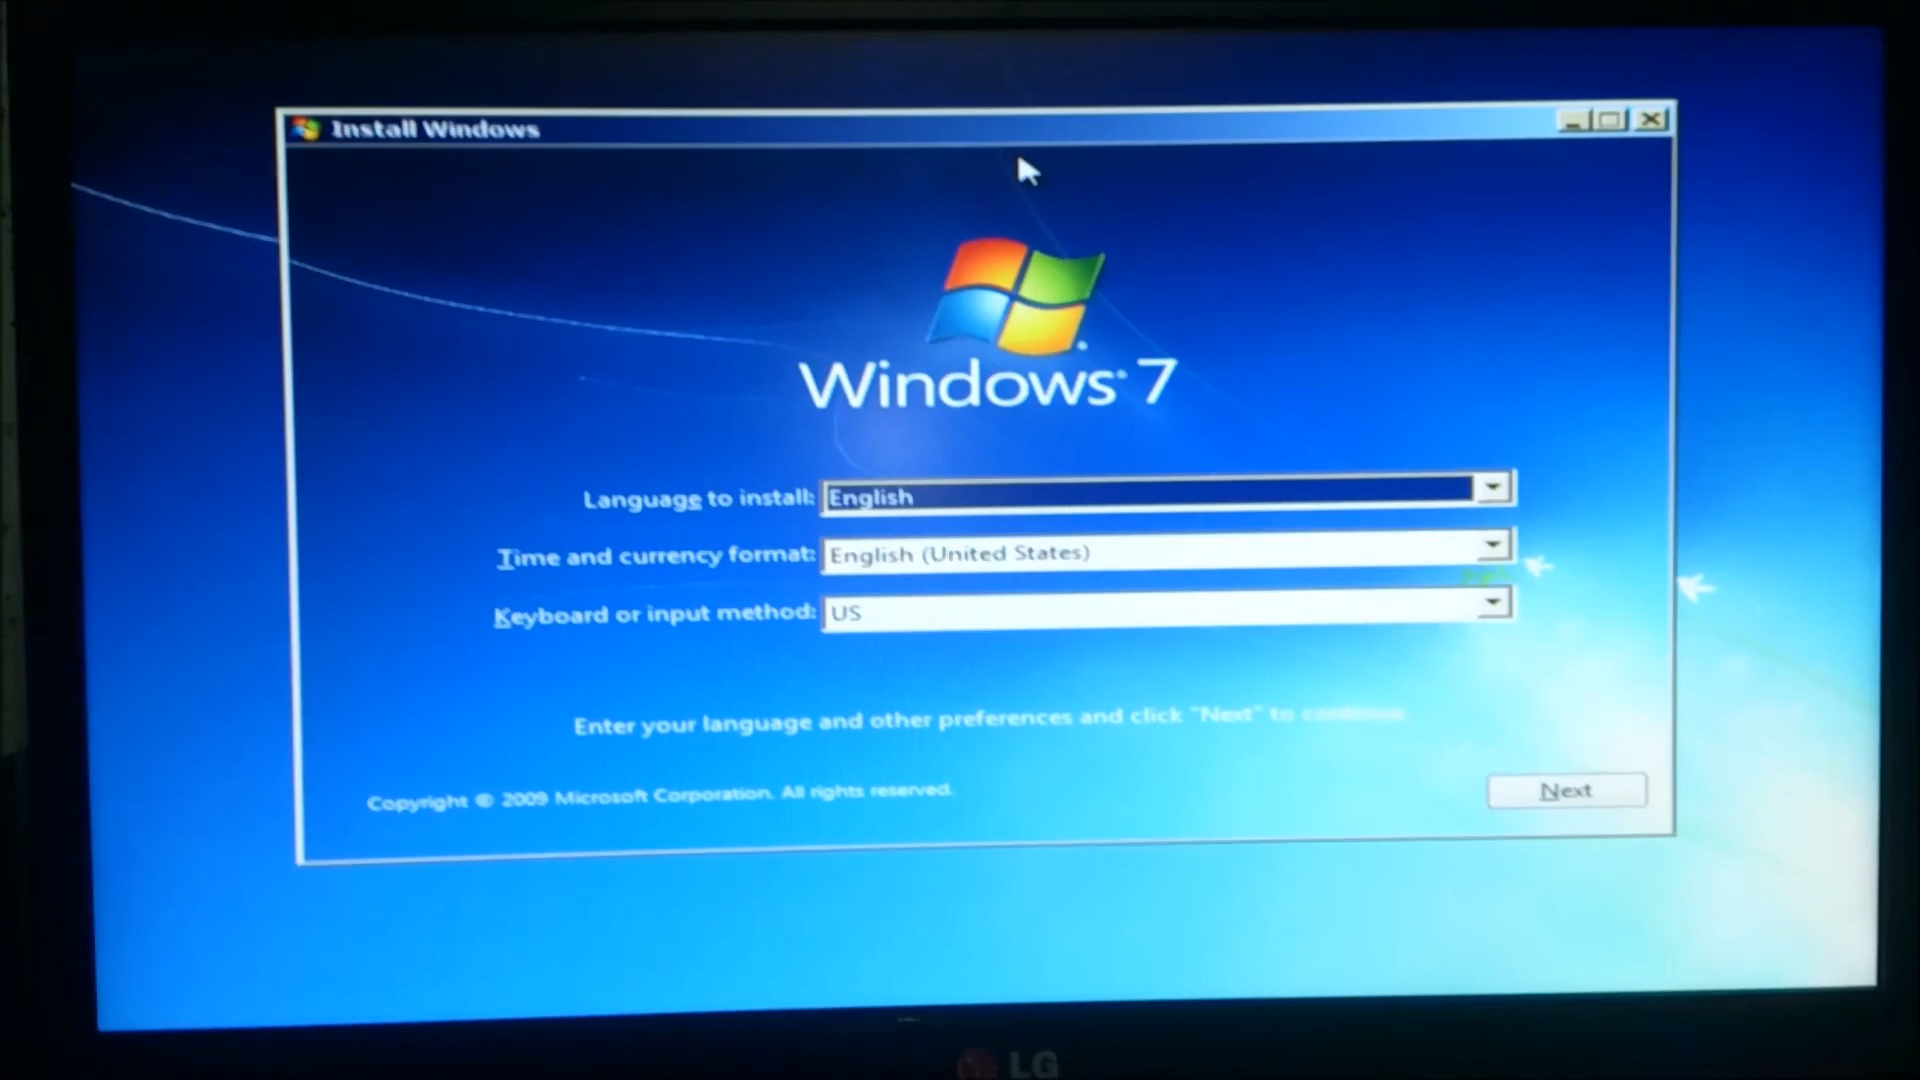 Install Windows
Windows 7
Language to install: English
Time and currency format: English (United States)
Keyboard or input method: US
Enter your language and other preferences and click "Next" to continue
Copyright © 2009 Microsoft Corporation. All rights reserved.
Next
LG